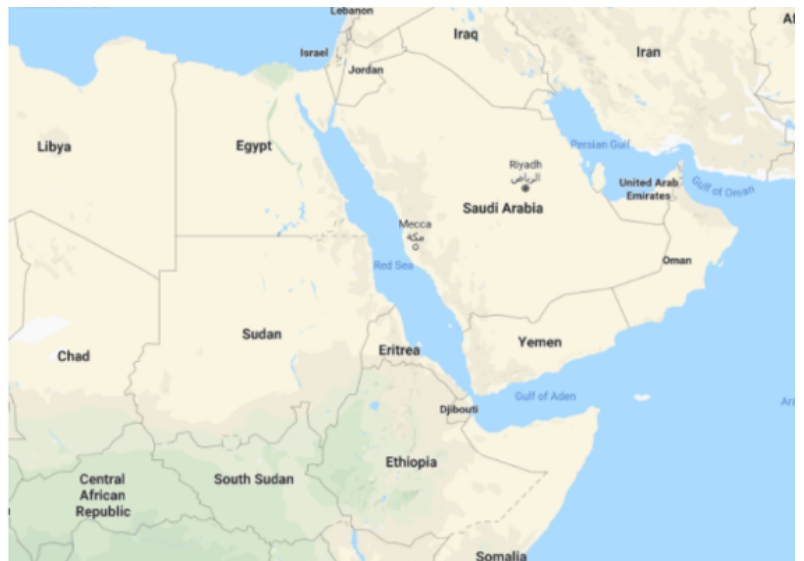 Lebanon
Iraq
Af
Israel
Iran
Jordan
Libya
Egypt
Persian Gulf
Riyadh
الرياض
United Arab
Emirates
Gulf of Oman
Saudi Arabia
Mecca
مكة
Red Sea
Oman
Sudan
Yemen
Eritrea
Chad
Gulf of Aden
Ara
Djibouti
Ethiopia
Central
African
Republic
South Sudan
Somalia